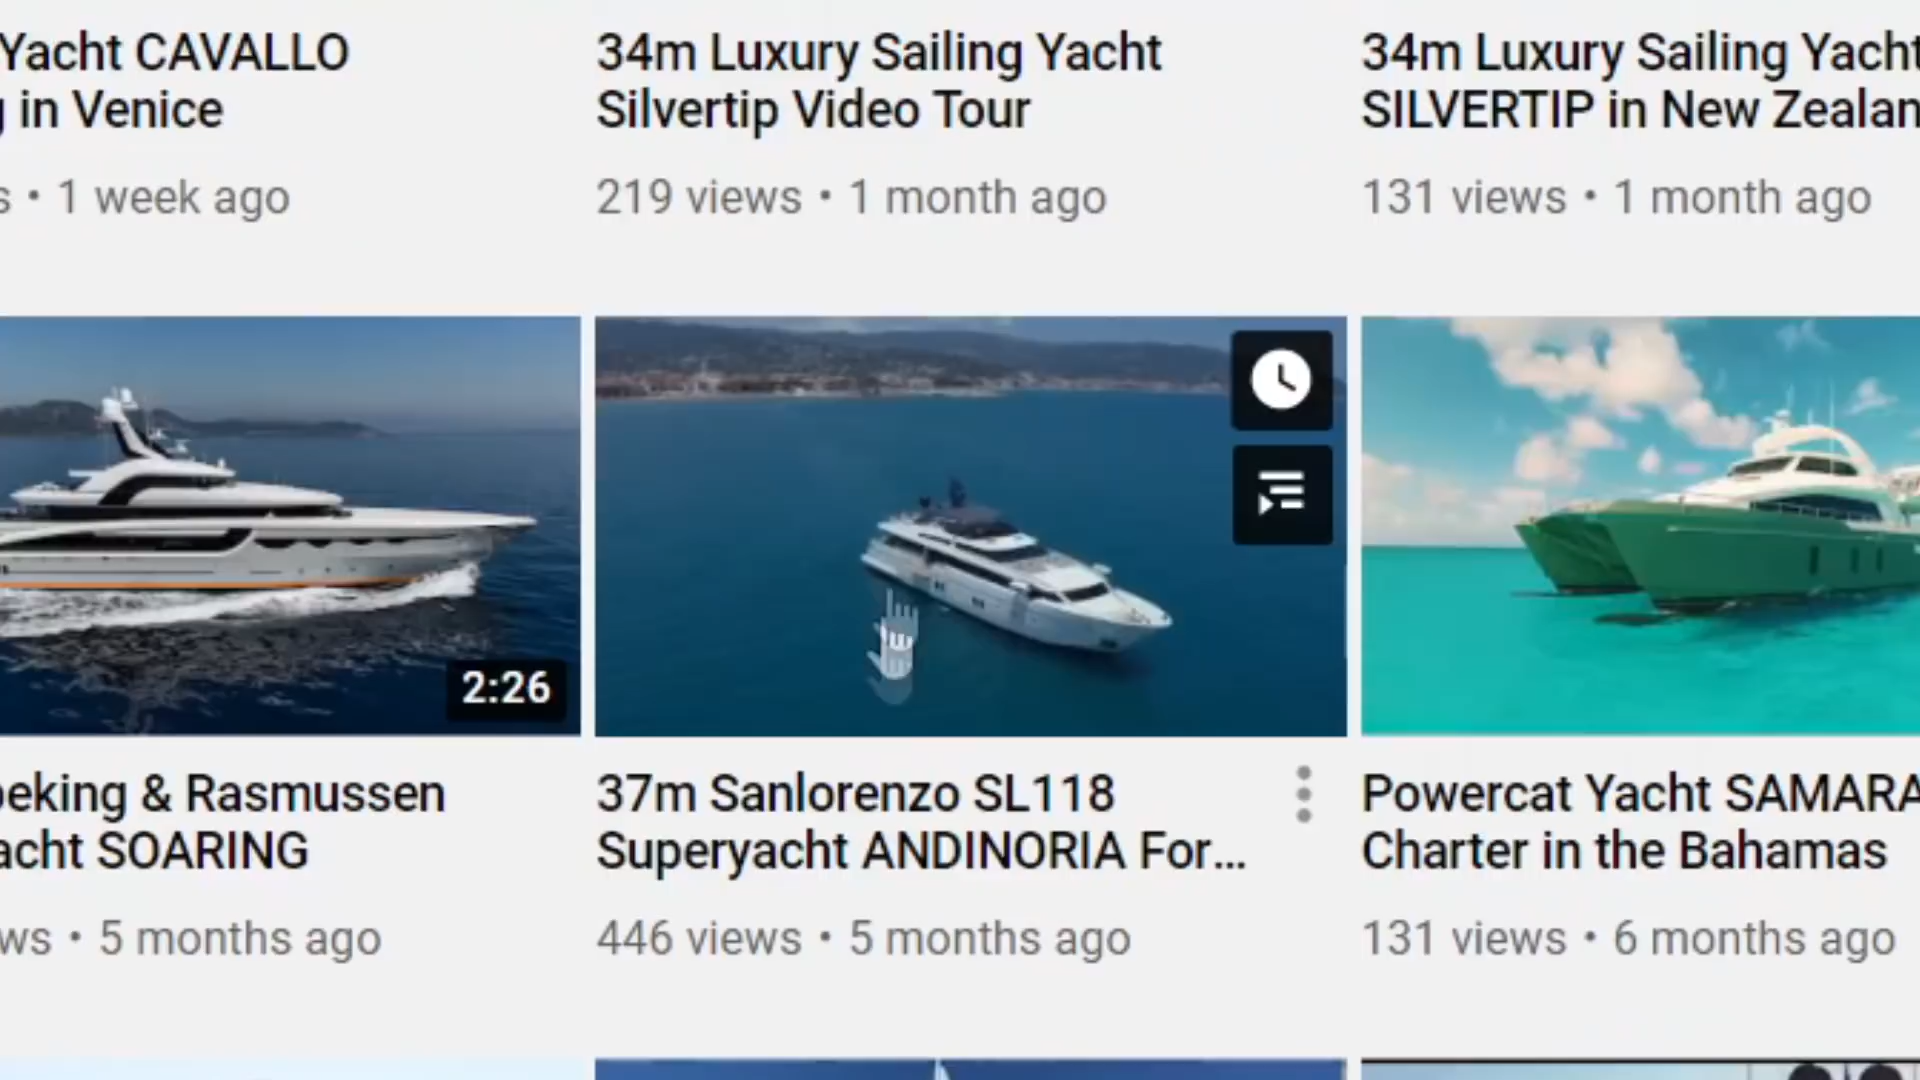 Yacht CAVALLO
in Venice
1 week ago
34m Luxury Sailing Yacht
Silvertip Video Tour
219 views • 1 month ago
34m Luxury Sailing Yacht
SILVERTIP in New Zealan
131 views • 1 month ago
2:26
eking & Rasmussen
acht SOARING
ws • 5 months ago
37m Sanlorenzo SL118
Superyacht ANDINORIA For...
446 views • 5 months ago
Powercat Yacht SAMARA
Charter in the Bahamas
131 views • 6 months ago